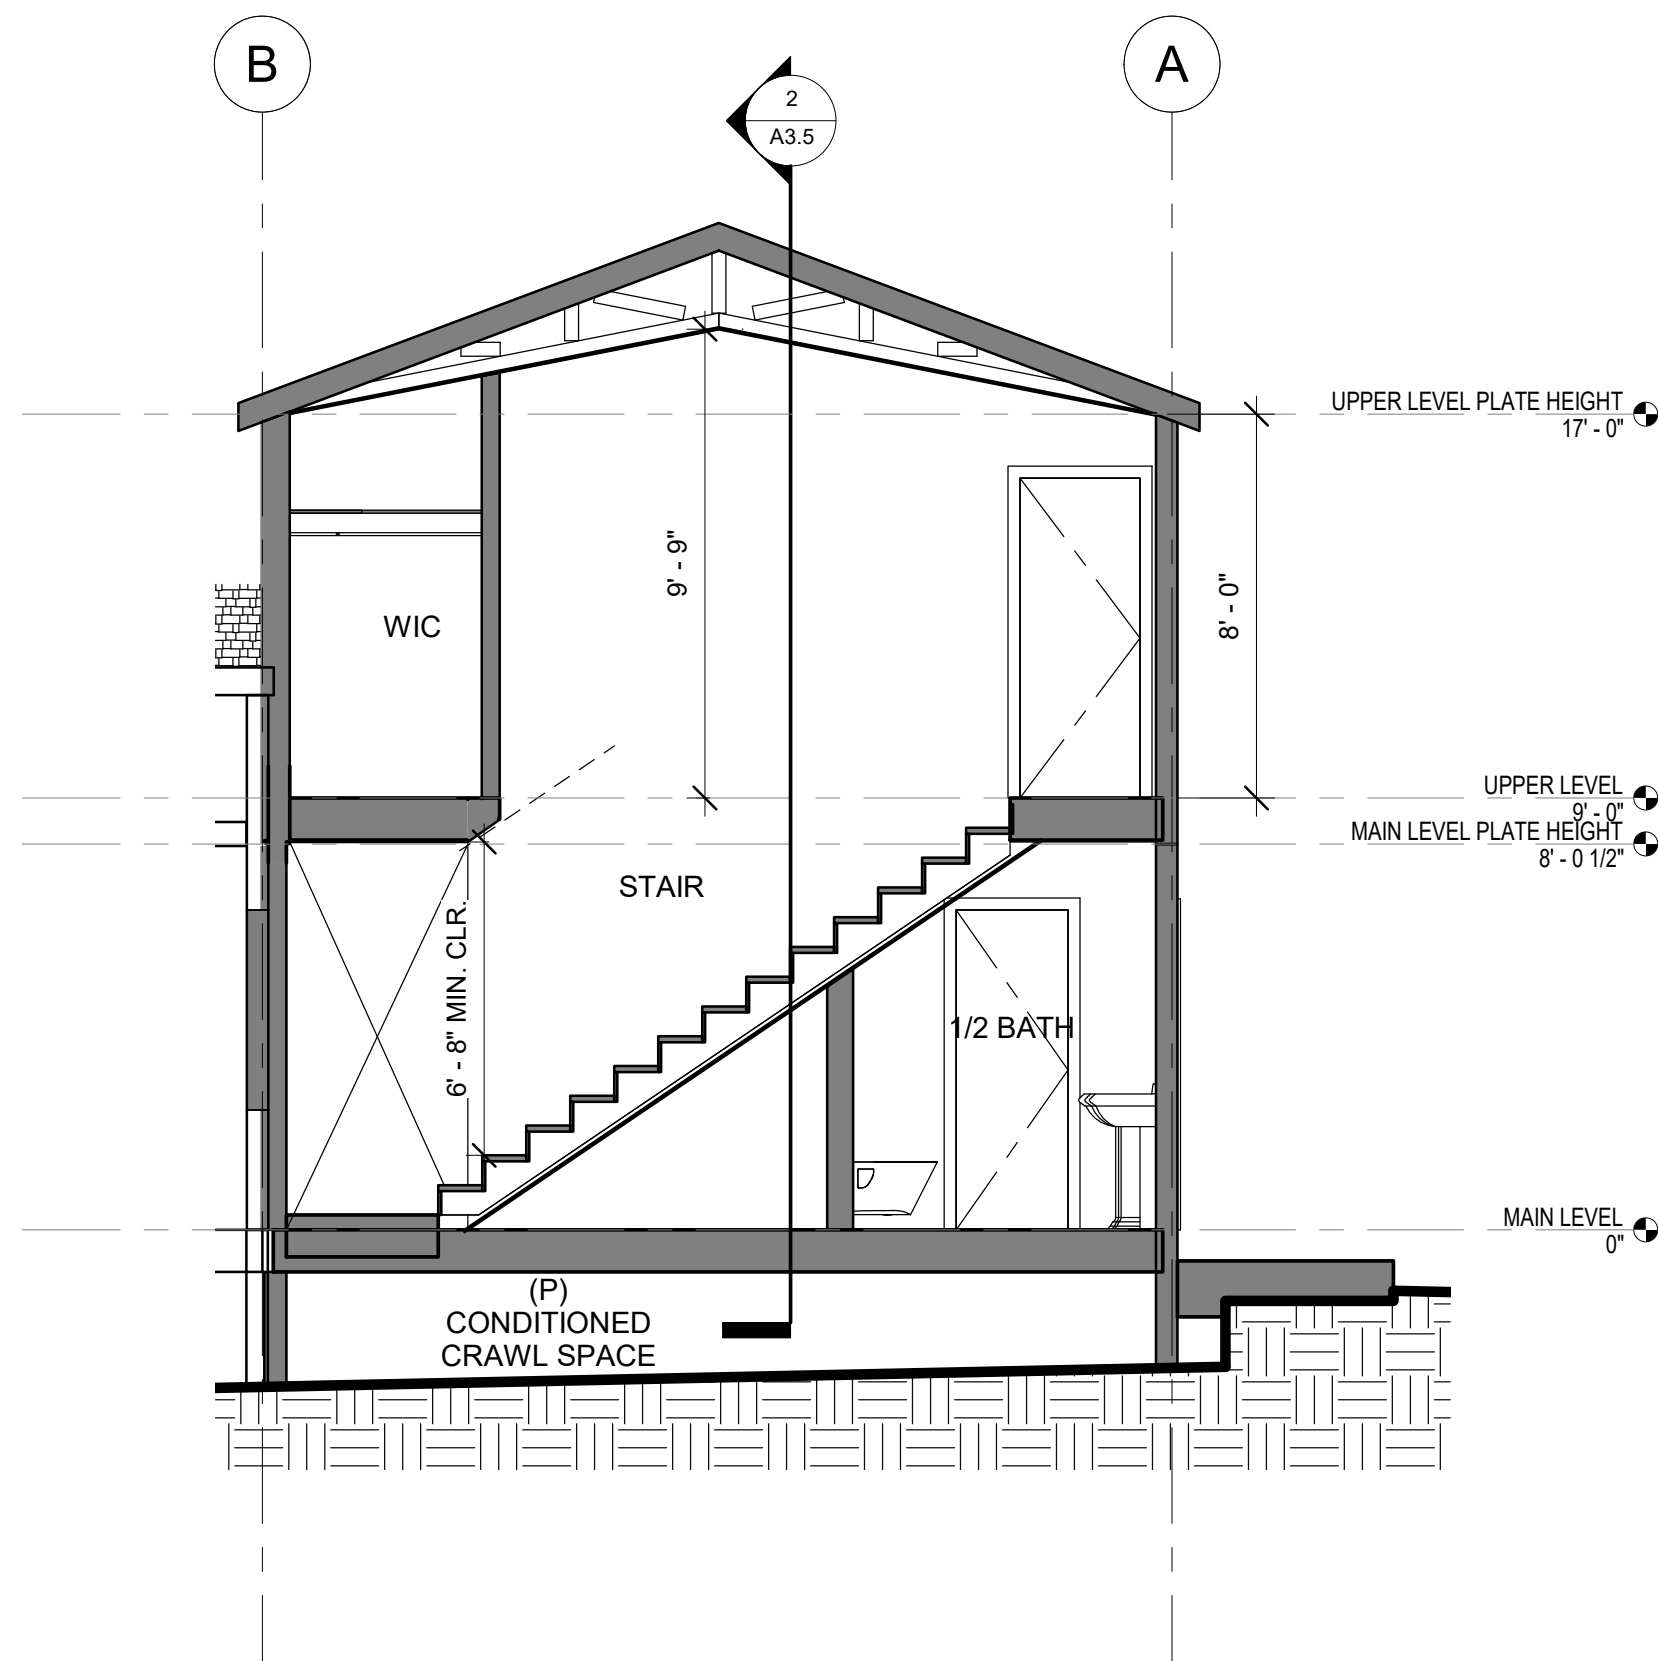 B
A
2
A3.5
UPPER LEVEL PLATE HEIGHT
17' - 0"
9' - 9"
8' - 0"
WIC
UPPER LEVEL
9' - 0"
MAIN LEVEL PLATE HEIGHT
8' - 0 1/2"
STAIR
6' - 8" MIN. CLR.
1/2 BATH
MAIN LEVEL
0"
(P)
CONDITIONED
CRAWL SPACE